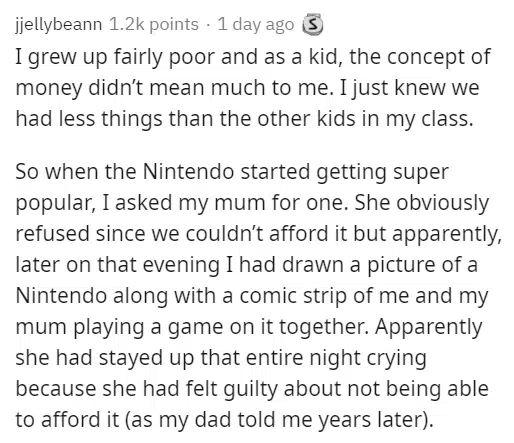 jjellybeann 1.2k points · 1 day ago S
I grew up fairly poor and as a kid, the concept of
money didn’t mean much to me. I just knew we
had less things than the other kids in my class.
So when the Nintendo started getting super
popular, I asked my mum for one. She obviously
refused since we couldn’t afford it but apparently,
later on that evening I had drawn a picture of a
Nintendo along with a comic strip of me and my
mum playing a game on it together. Apparently
she had stayed up that entire night crying
because she had felt guilty about not being able
to afford it (as my dad told me years later).